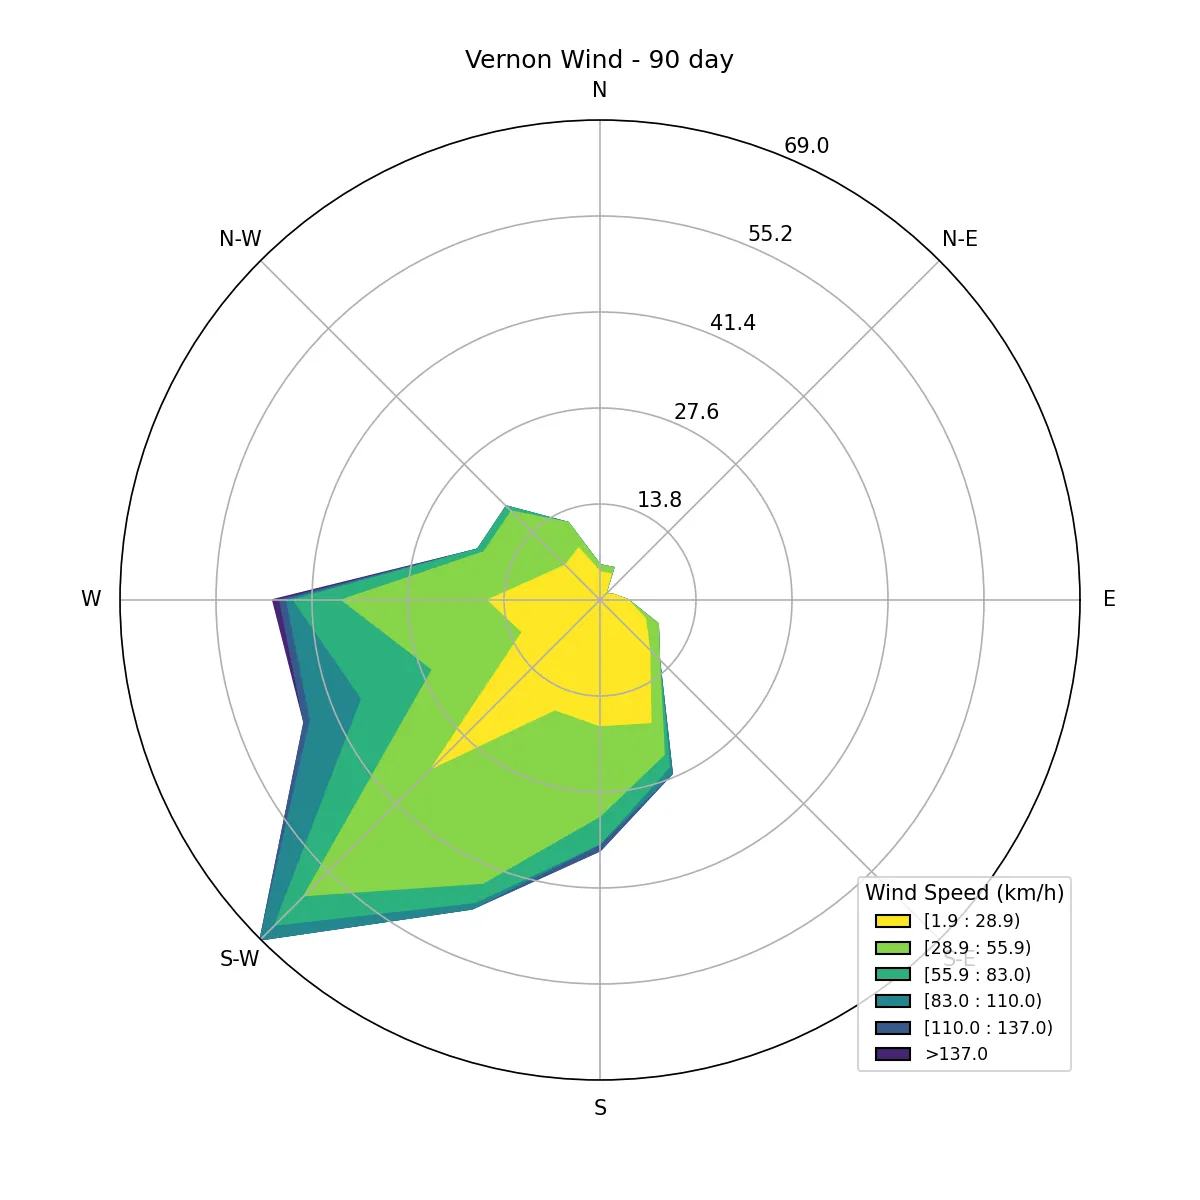 Vernon Wind - 90 day
N
69.0
55.2
N-W
N-E
41.4
27.6
13.8
W
E
S-W
S-E
Wind Speed (km/h)
[1.9 : 28.9)
[28.9 : 55.9)
[55.9 : 83.0)
[83.0 : 110.0)
[110.0 : 137.0)
>137.0
S